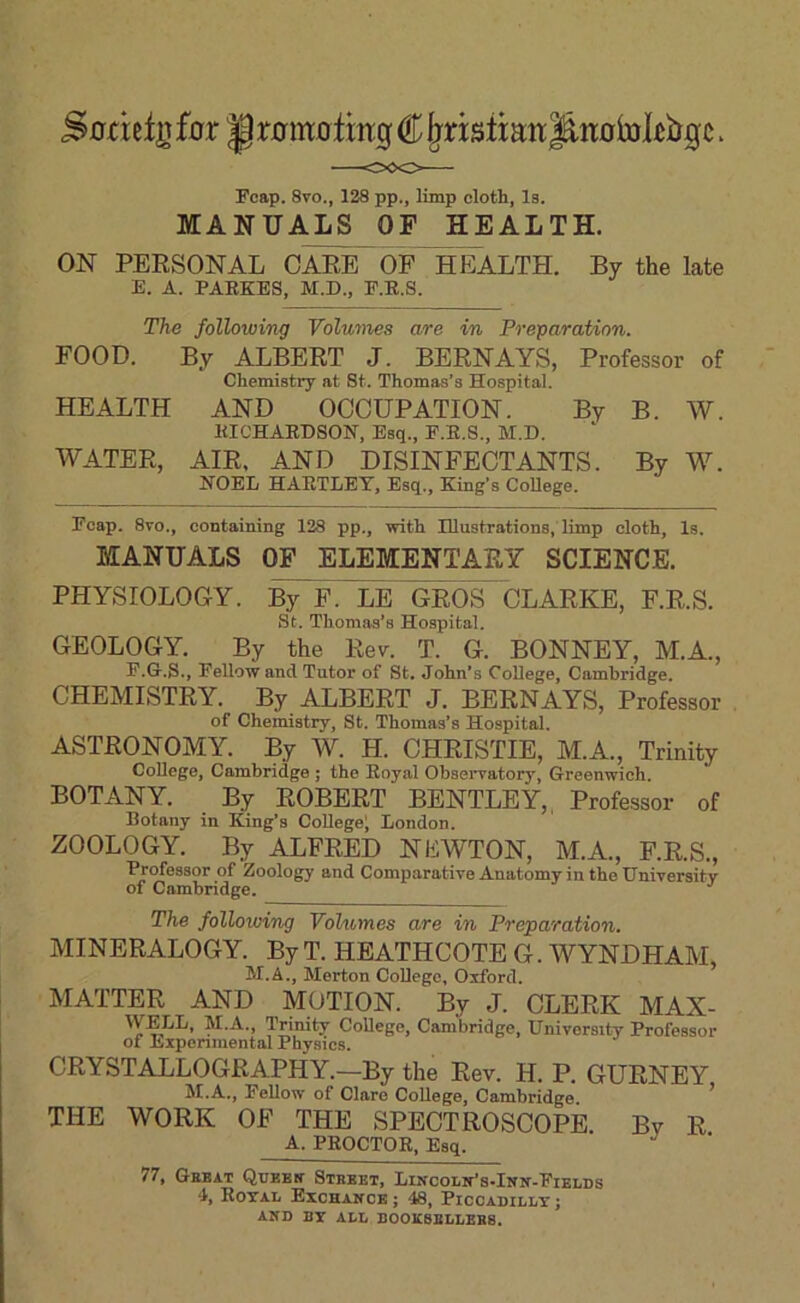 Society for Promoting Christian Knowledge.
Fcap. 8vo., 128 pp., limp cloth, 1s.
MANUALS OF HEALTH.
ON PERSONAL CARE OF HEALTH. By the late
E. A. PARKES, M.D., F.R.S.
The following Volumes are in Preparation.
FOOD. By ALBERT J. BERNAYS, Professor of
Chemistry at St. Thomas's Hospital.
HEALTH AND OCCUPATION. By B. W.
RICHARDSON, Esq., F.R.S., M.D.
WATER, AIR, AND DISINFECTANTS. By W.
NOEL HARTLEY, Esq., King's College.
Fcap. 8vo., containing 128 pp., with Illustrations, limp cloth, 1s.
MANUALS OF ELEMENTARY SCIENCE.
PHYSIOLOGY. By F. LE GROS CLARKE, F.R.S.
St. Thomas's Hospital.
GEOLOGY. By the Rev. T. G. BONNEY, M.A.,
F.G.S., Fellow and Tutor of St. John's College, Cambridge.
CHEMISTRY. By ALBERT J. BERNAYS, Professor
of Chemistry, St. Thomas's Hospital.
ASTRONOMY. By W. H. CHRISTIE, M.A., Trinity
College, Cambridge ; the Royal Observatory, Greenwich.
BOTANY. By ROBERT BENTLEY, Professor of
Botany in King's College, London.
ZOOLOGY. By ALFRED NEWTON, M.A., F.R.S.,
Professor of Zoology and Comparative Anatomy in the University
of Cambridge.
The following Volumes are in Preparation.
MINERALOGY. By T. HEATHCOTE G. WYNDHAM,
M.A., Merton College, Oxford.
MATTER AND MOTION. By J. CLERK MAX-
WELL, M.A., Trinity College, Cambridge, University Professor
of Experimental Physics.
CRYSTALLOGRAPHY.—By the Rev. H. P. GURNEY,
M.A., Fellow of Clare College, Cambridge.
THE WORK OF THE SPECTROSCOPE. By R.
A. PROCTOR, Esq.
77, GREAT QUEEN STREET, LINCOLN'S-INN-FIELDS
4, ROYAL EXCHANCE ; 48, PICCADILLY ;
AND BY ALL BOOKSELLERS.